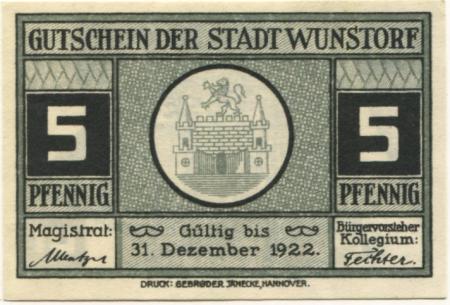 GUTSCHEIN DER STADT WUNSTORF
5 5
PFENNIG PFENNIG
Magistrat: Gültig bis Bürgervorsteher
31. Dezember 1922. Kollegium:
Fechter.
DRUCK: GEBRÜDER JÄNECKE, HANNOVER.